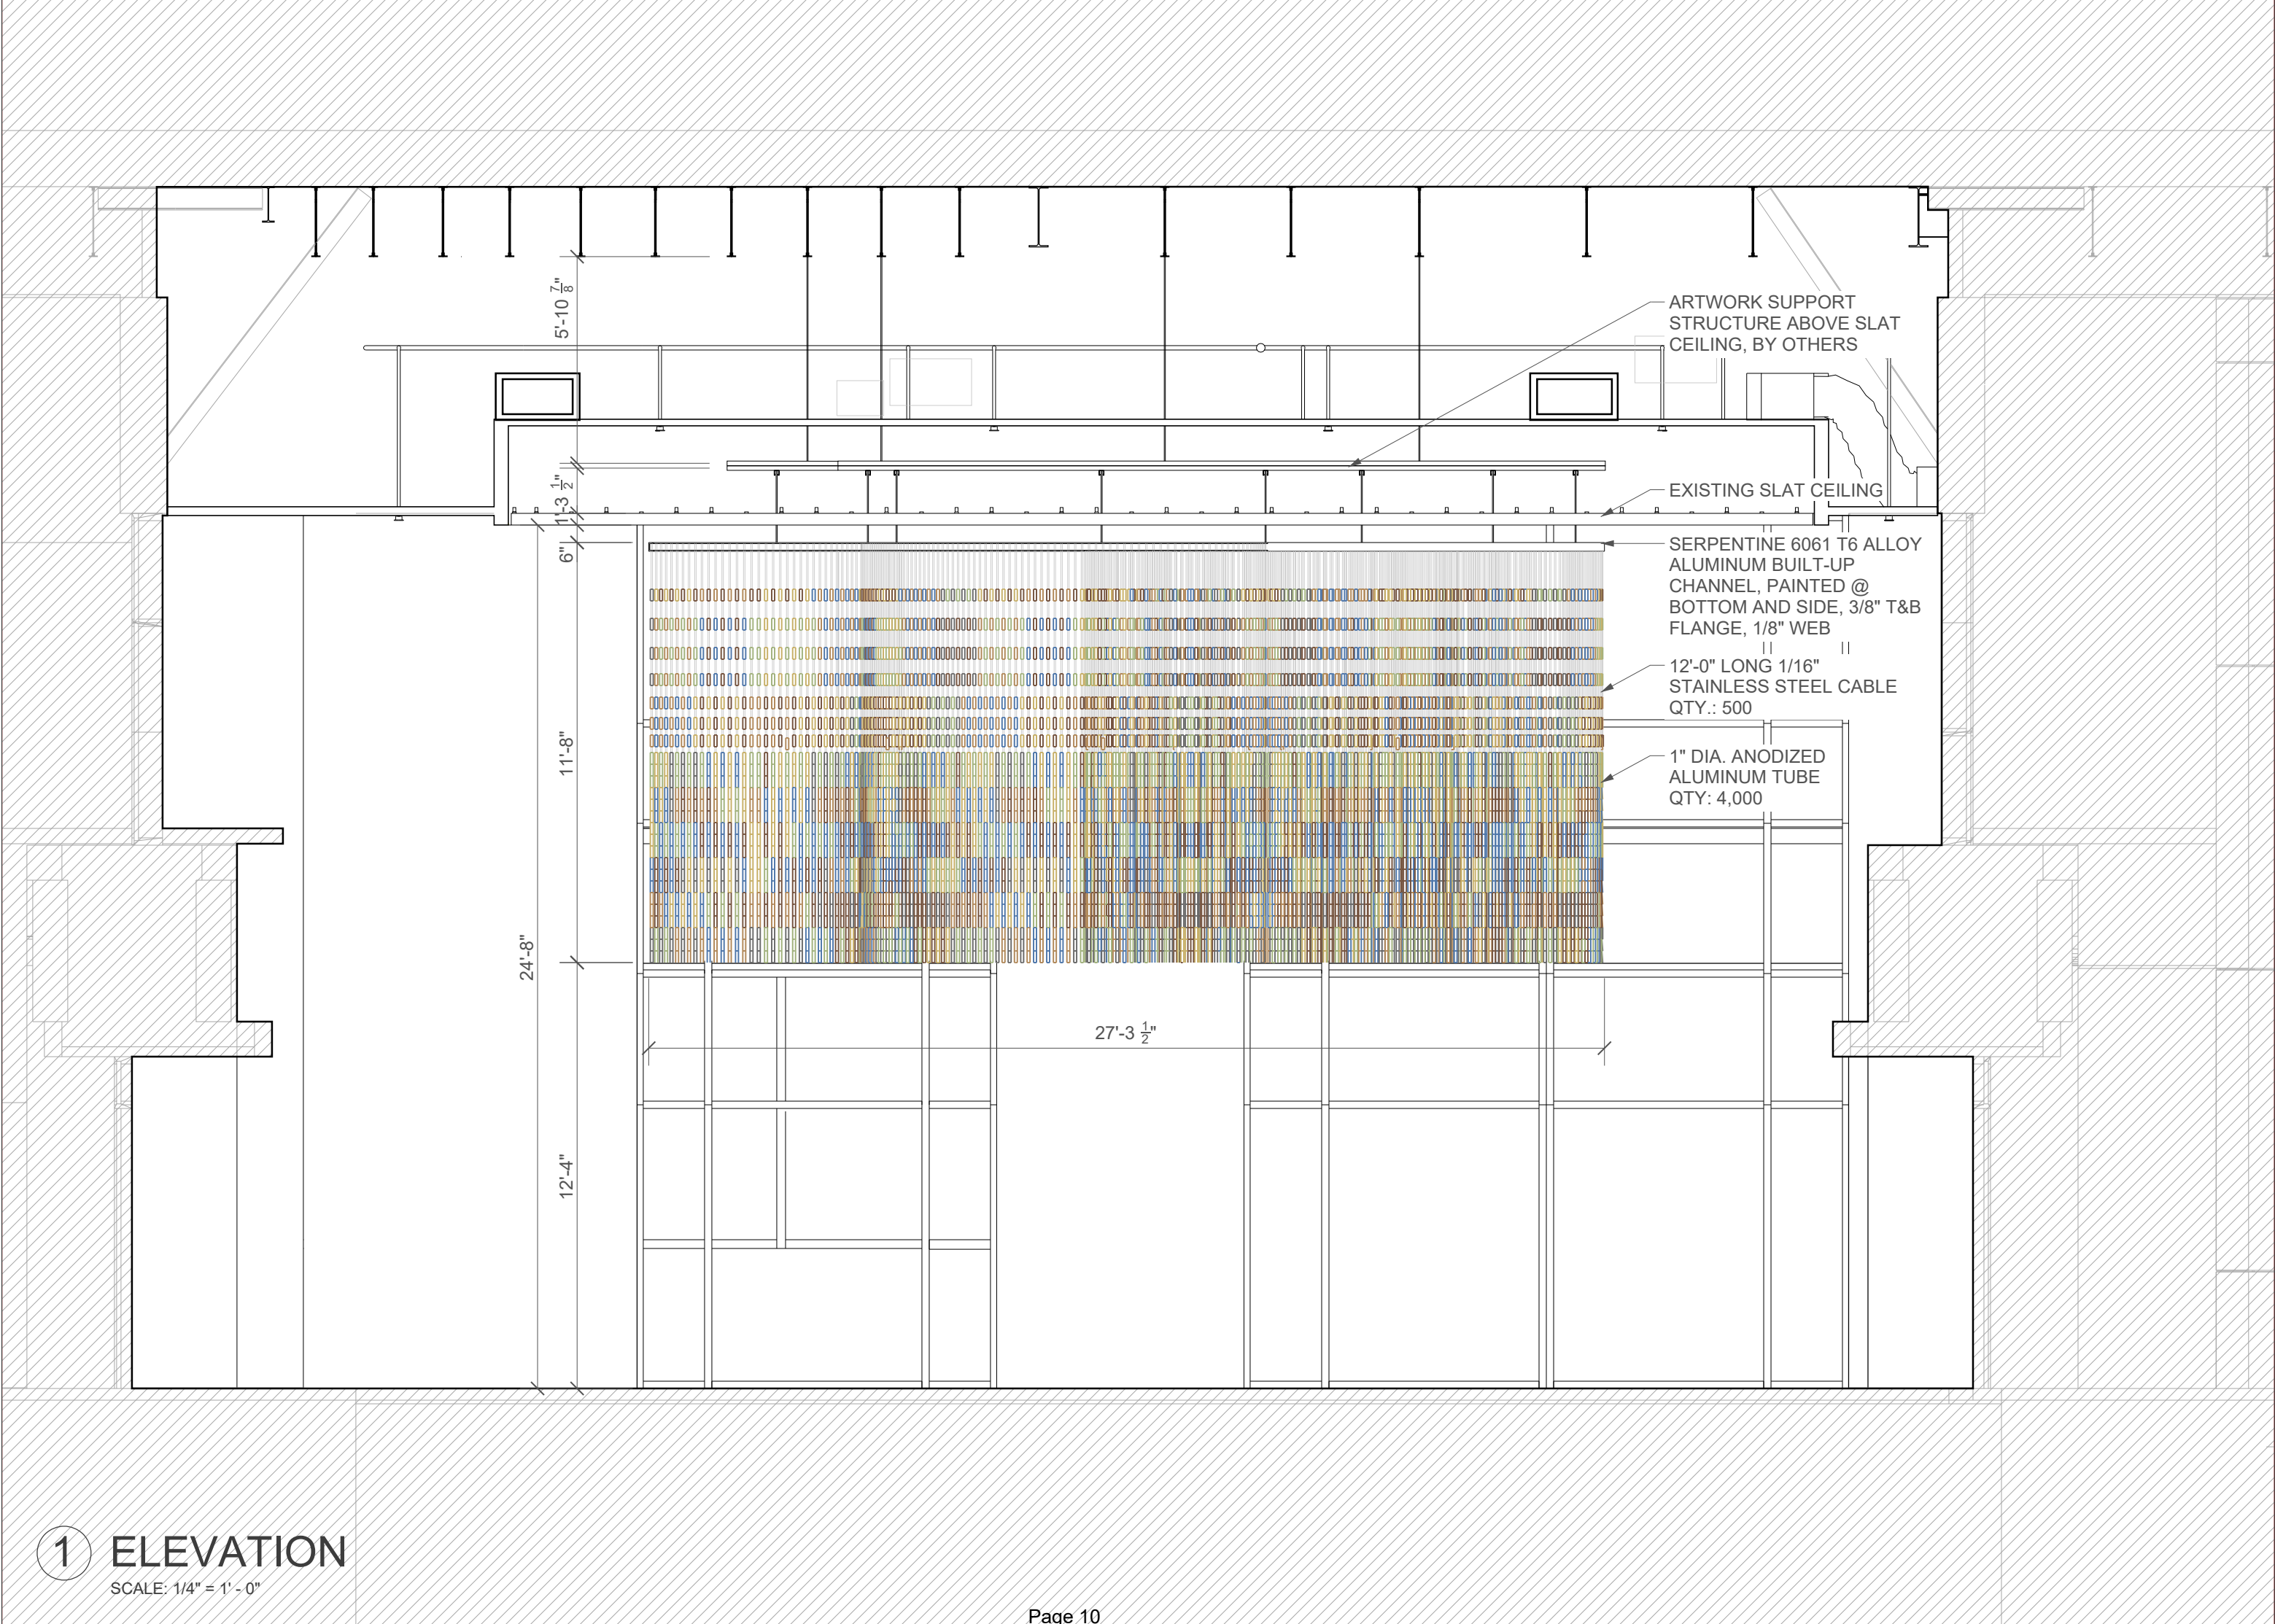 5'-10 7/8"
ARTWORK SUPPORT
STRUCTURE ABOVE SLAT
CEILING, BY OTHERS
1'-3 1/2"
EXISTING SLAT CEILING
6"
SERPENTINE 6061 T6 ALLOY
ALUMINUM BUILT-UP
CHANNEL, PAINTED @
BOTTOM AND SIDE, 3/8" T&B
FLANGE, 1/8" WEB
12'-0" LONG 1/16"
STAINLESS STEEL CABLE
QTY.: 500
11'-8"
1" DIA. ANODIZED
ALUMINUM TUBE
QTY: 4,000
24'-8"
27'-3 1/2"
12'-4"
1 ELEVATION
SCALE: 1/4" = 1' - 0"
Page 10